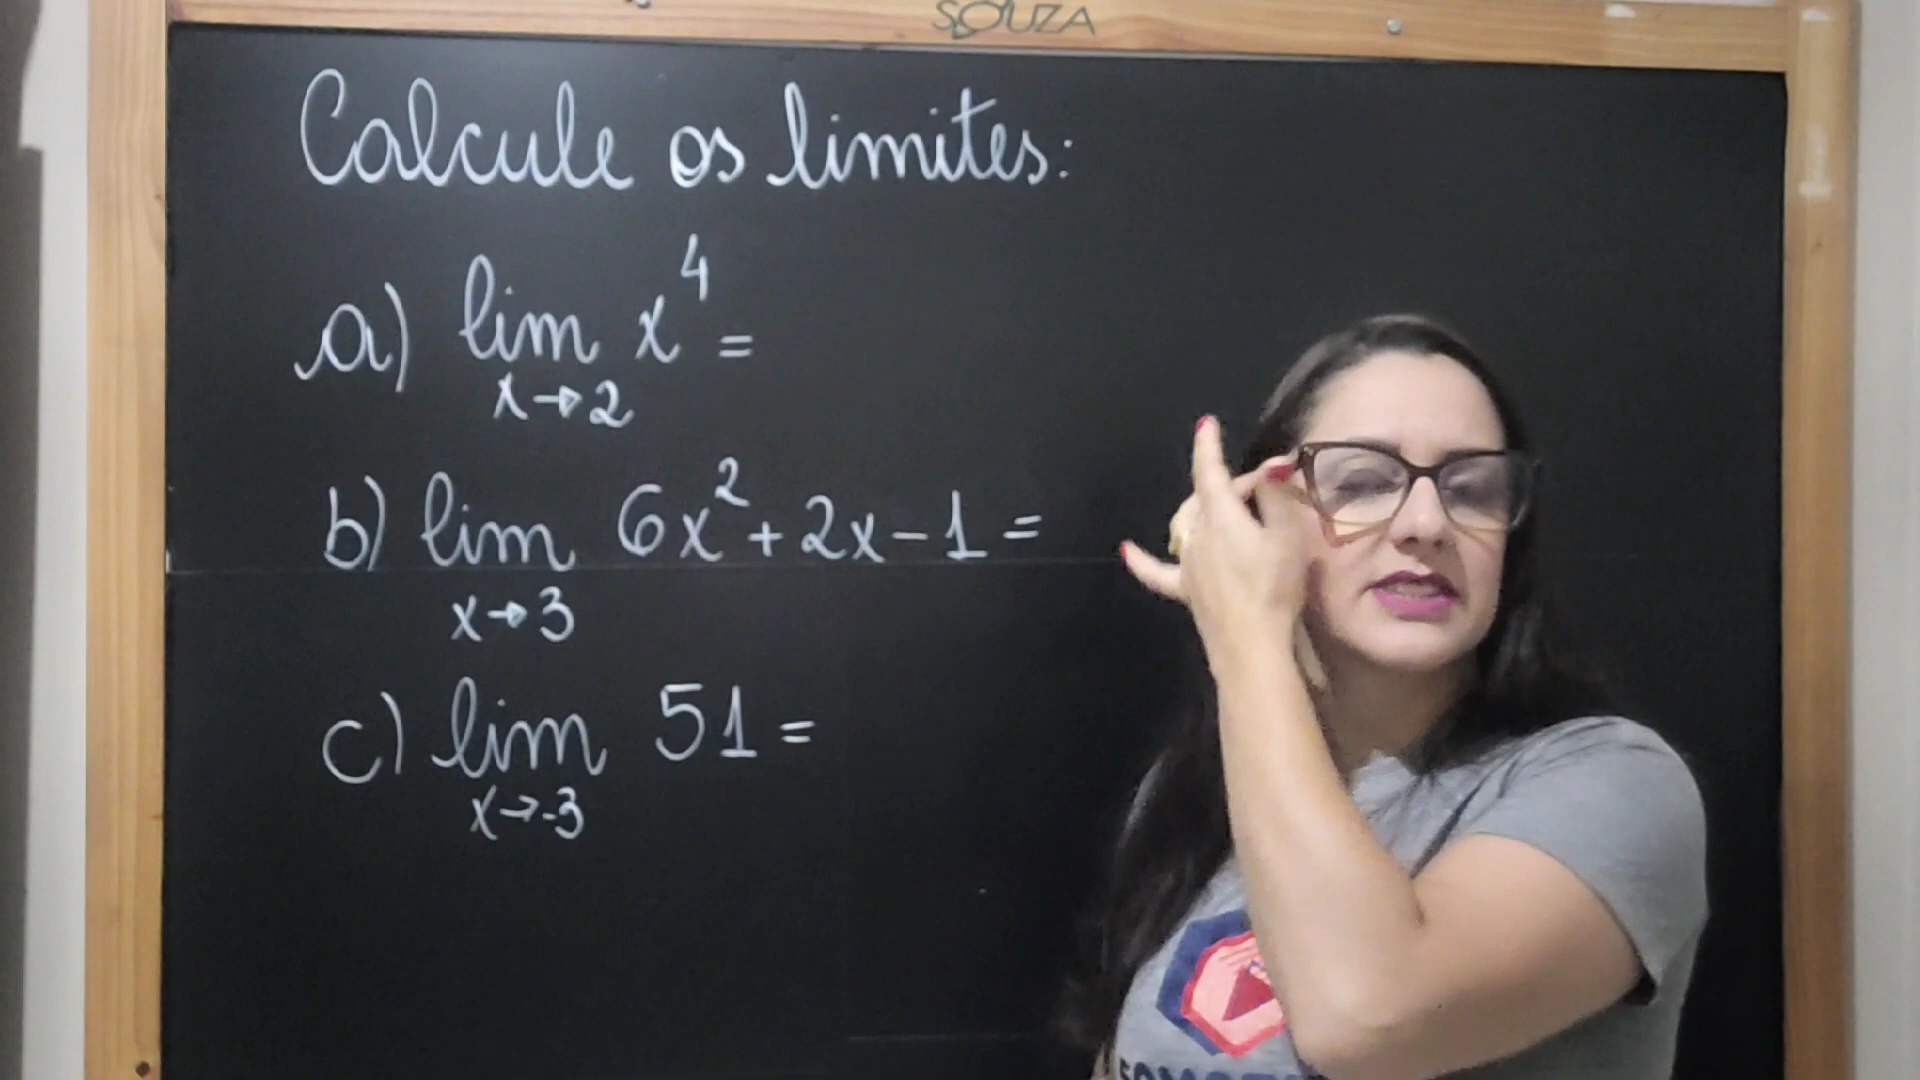 SOUZA
Calcule os limites:
a) lim x⁴ =
x→2
b) lim 6x² + 2x - 1 =
x→3
c) lim 51 =
x→-3